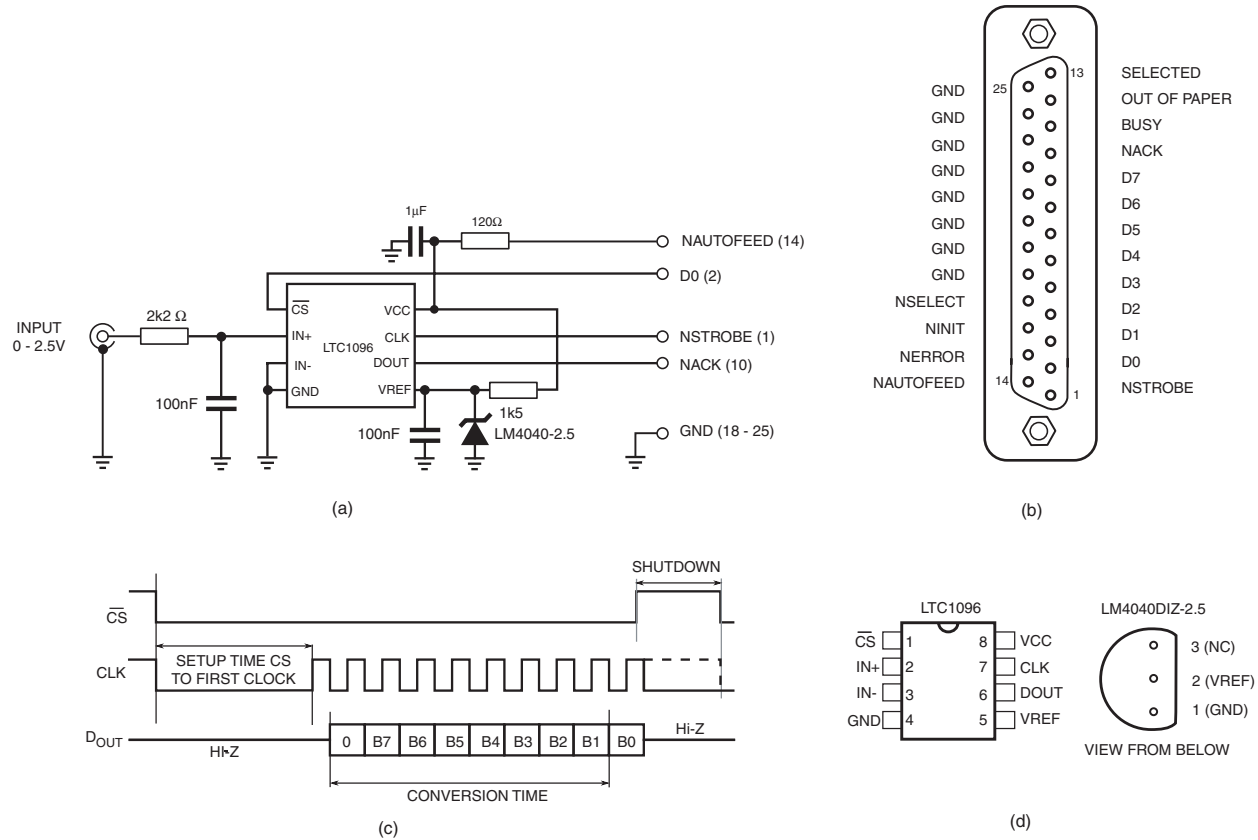 1µF
120Ω
NAUTOFEED (14)
D0 (2)
CS
VCC
2k2 Ω
INPUT
0 - 2.5V
IN+
CLK
NSTROBE (1)
LTC1096
IN-
DOUT
NACK (10)
GND
VREF
100nF
1k5
100nF
LM4040-2.5
GND (18 - 25)
(a)
13
SELECTED
25
GND
OUT OF PAPER
GND
BUSY
GND
NACK
GND
D7
GND
D6
GND
D5
GND
D4
GND
D3
NSELECT
D2
NINIT
D1
NERROR
D0
NAUTOFEED
14
NSTROBE
1
(b)
SHUTDOWN
CS
SETUP TIME CS
TO FIRST CLOCK
CLK
DOUT
HI-Z
0 B7 B6 B5 B4 B3 B2 B1 B0
Hi-Z
CONVERSION TIME
(c)
LTC1096
CS 1 8 VCC
IN+ 2 7 CLK
IN- 3 6 DOUT
GND 4 5 VREF
LM4040DIZ-2.5
3 (NC)
2 (VREF)
1 (GND)
VIEW FROM BELOW
(d)